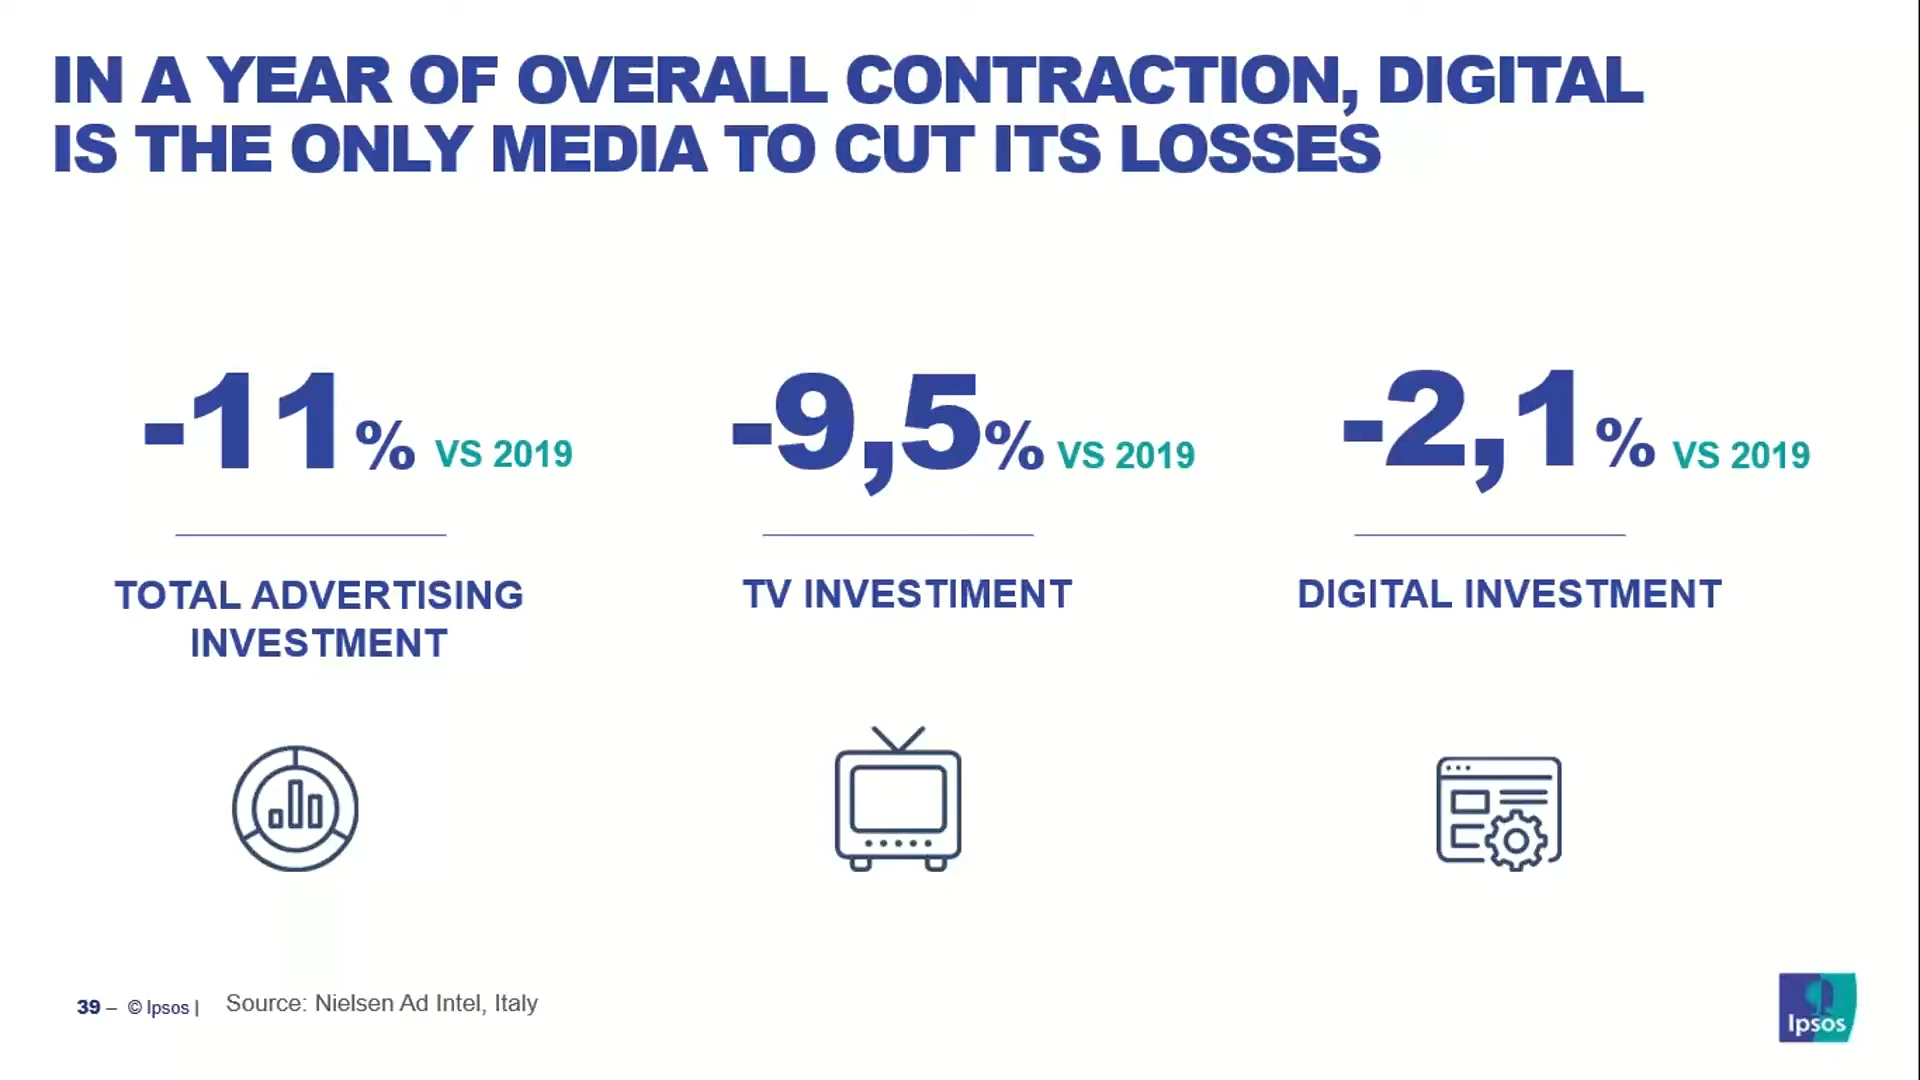 IN A YEAR OF OVERALL CONTRACTION, DIGITAL
IS THE ONLY MEDIA TO CUT ITS LOSSES
-11% VS 2019
TOTAL ADVERTISING
INVESTMENT
-9,5% VS 2019
TV INVESTIMENT
-2,1% VS 2019
DIGITAL INVESTMENT
39 – © Ipsos | Source: Nielsen Ad Intel, Italy
Ipsos